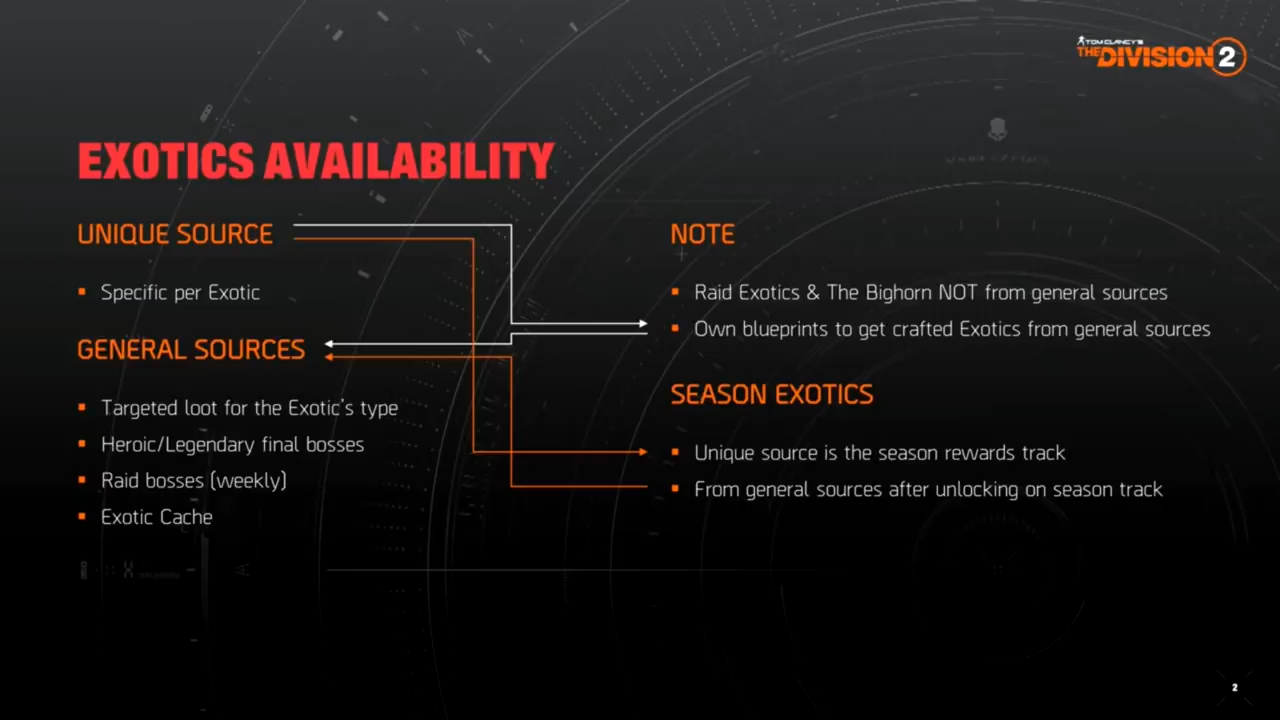 TOM CLANCY'S
THE DIVISION 2
EXOTICS AVAILABILITY
UNIQUE SOURCE
Specific per Exotic
GENERAL SOURCES
Targeted loot for the Exotic's type
Heroic/Legendary final bosses
Raid bosses (weekly)
Exotic Cache
NOTE
Raid Exotics & The Bighorn NOT from general sources
Own blueprints to get crafted Exotics from general sources
SEASON EXOTICS
Unique source is the season rewards track
From general sources after unlocking on season track
2